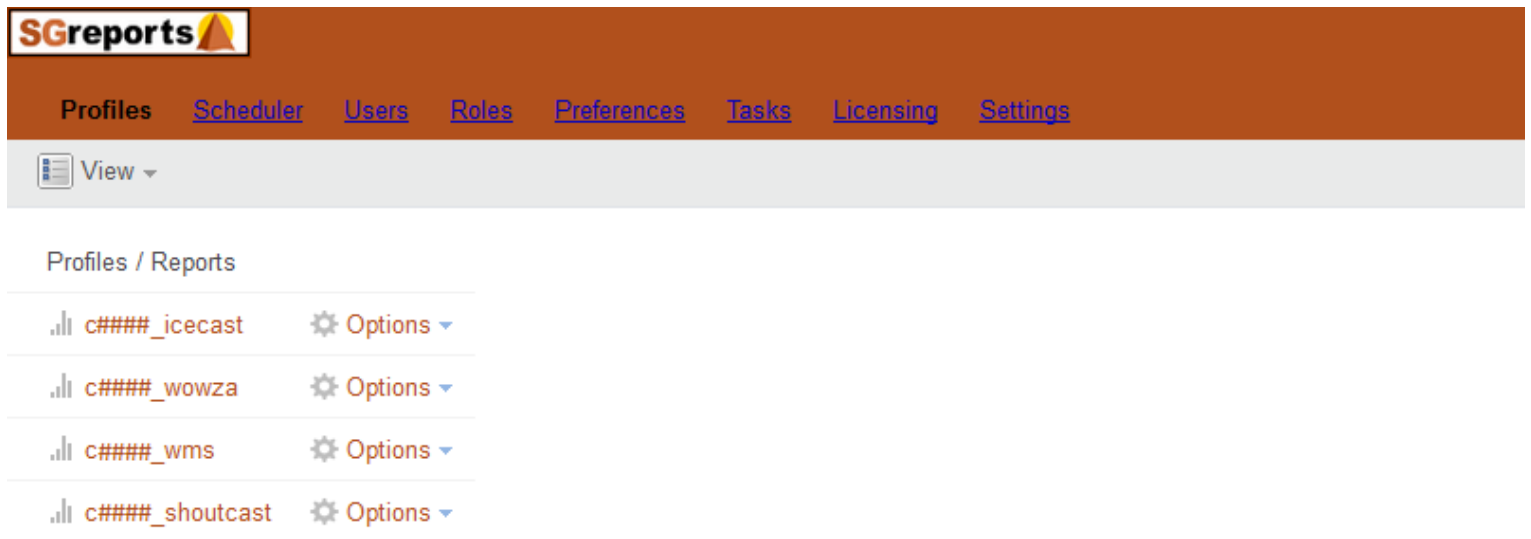 SGreports
Profiles Scheduler Users Roles Preferences Tasks Licensing Settings
View
Profiles / Reports
c####_icecast Options
c####_wowza Options
c####_wms Options
c####_shoutcast Options